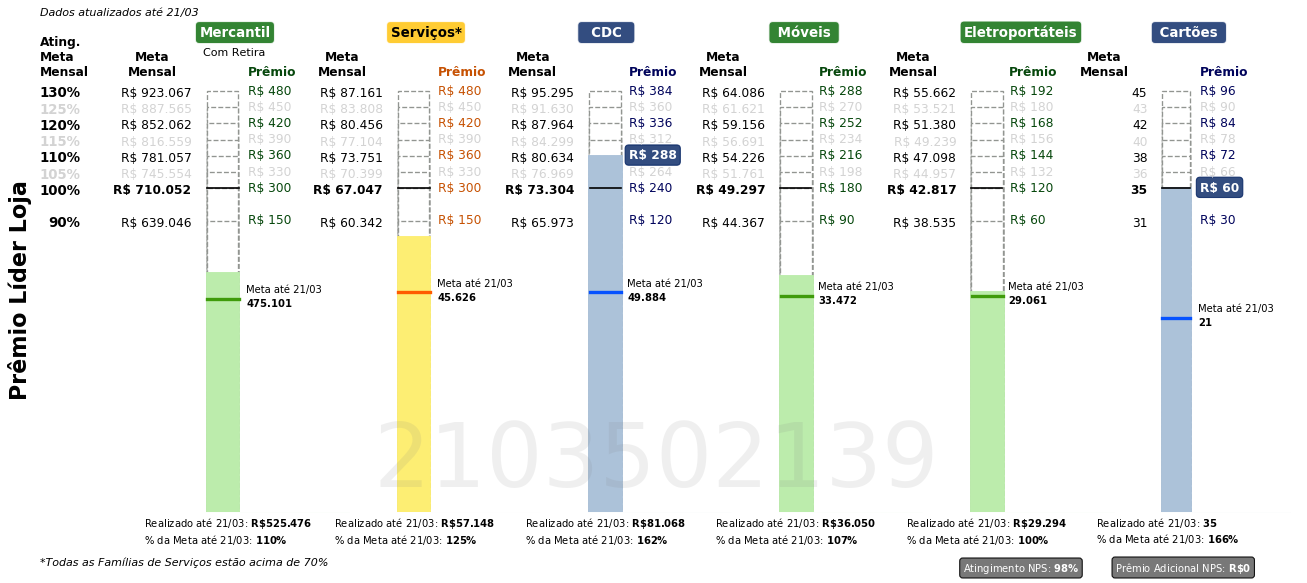 Dados atualizados até 21/03
Mercantil Serviços* CDC Móveis Eletroportáteis Cartões
Ating. Com Retira
Meta Meta Meta Meta Meta Meta Meta
Mensal Mensal Prêmio Mensal Prêmio Mensal Prêmio Mensal Prêmio Mensal Prêmio Mensal Prêmio
130% R$ 923.067 R$ 480 R$ 87.161 R$ 480 R$ 95.295 R$ 384 R$ 64.086 R$ 288 R$ 55.662 R$ 192 45 R$ 96
125% R$ 887.565 R$ 450 R$ 83.808 R$ 450 R$ 91.630 R$ 360 R$ 61.621 R$ 270 R$ 53.521 R$ 180 43 R$ 90
120% R$ 852.062 R$ 420 R$ 80.456 R$ 420 R$ 87.964 R$ 336 R$ 59.156 R$ 252 R$ 51.380 R$ 168 42 R$ 84
115% R$ 816.559 R$ 390 R$ 77.104 R$ 390 R$ 84.299 R$ 312 R$ 56.691 R$ 234 R$ 49.239 R$ 156 40 R$ 78
110% R$ 781.057 R$ 360 R$ 73.751 R$ 360 R$ 80.634 R$ 288 R$ 54.226 R$ 216 R$ 47.098 R$ 144 38 R$ 72
105% R$ 745.554 R$ 330 R$ 70.399 R$ 330 R$ 76.969 R$ 264 R$ 51.761 R$ 198 R$ 44.957 R$ 132 36 R$ 66
100% R$ 710.052 R$ 300 R$ 67.047 R$ 300 R$ 73.304 R$ 240 R$ 49.297 R$ 180 R$ 42.817 R$ 120 35 R$ 60
90% R$ 639.046 R$ 150 R$ 60.342 R$ 150 R$ 65.973 R$ 120 R$ 44.367 R$ 90 R$ 38.535 R$ 60 31 R$ 30
Prêmio Líder Loja
Meta até 21/03 Meta até 21/03 Meta até 21/03 Meta até 21/03 Meta até 21/03 Meta até 21/03
475.101 45.626 49.884 33.472 29.061 21
2103502139
Realizado até 21/03: R$525.476 Realizado até 21/03: R$57.148 Realizado até 21/03: R$81.068 Realizado até 21/03: R$36.050 Realizado até 21/03: R$29.294 Realizado até 21/03: 35
% da Meta até 21/03: 110% % da Meta até 21/03: 125% % da Meta até 21/03: 162% % da Meta até 21/03: 107% % da Meta até 21/03: 100% % da Meta até 21/03: 166%
*Todas as Famílias de Serviços estão acima de 70% Atingimento NPS: 98% Prêmio Adicional NPS: R$0